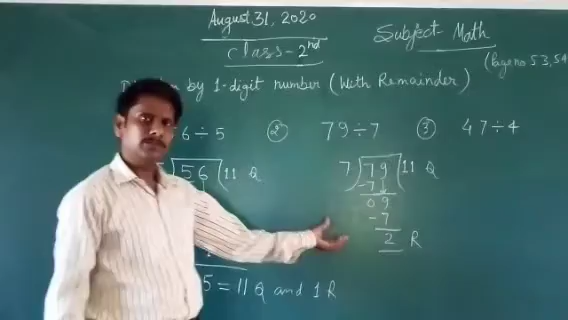 August 31, 2020
Subject- Math
Class-2nd
(Page no 53,54
by 1-digit number (With Remainder)
6÷5 ② 79÷7 ③ 47÷4
56 11 Q
7 79 11 Q
-7
09
-7
2 R
5 = 11 Q and 1 R